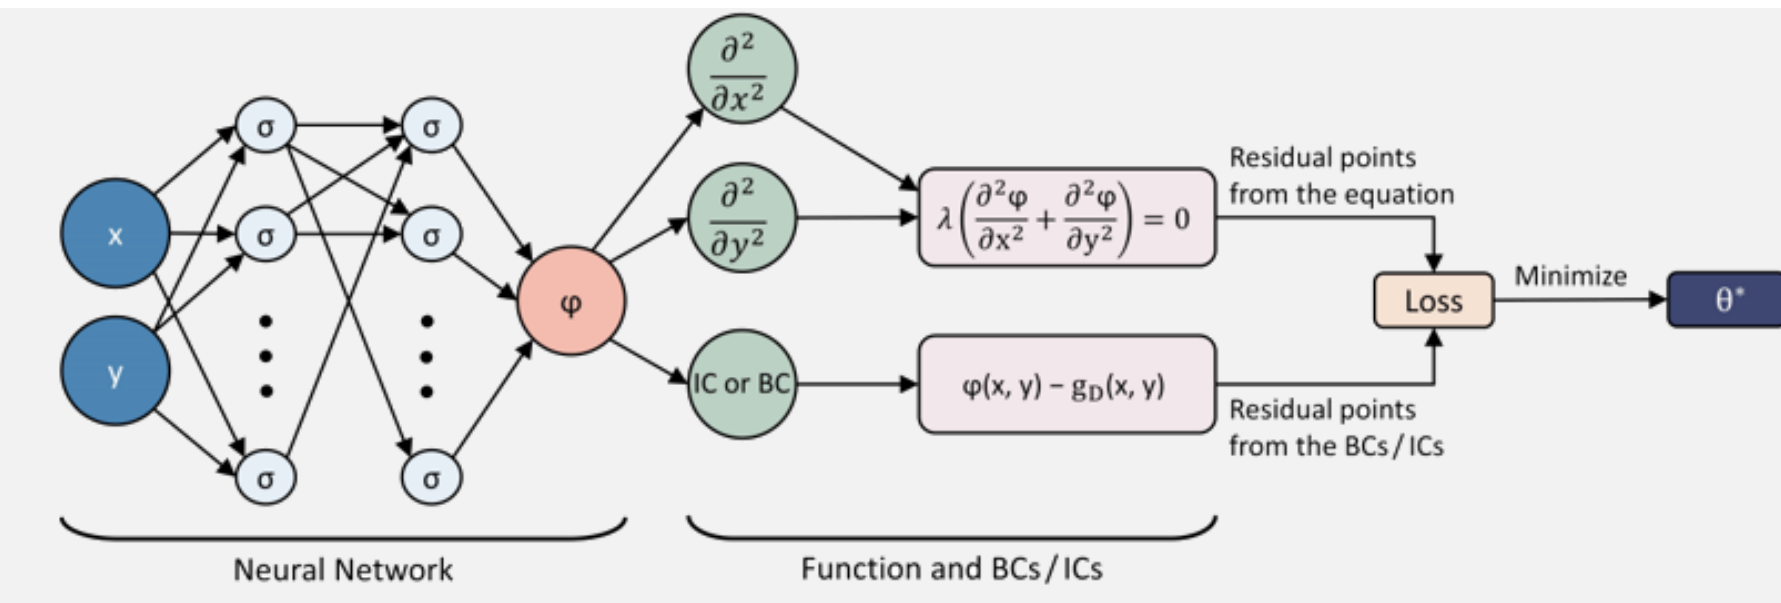 x
y
σ
σ
σ
σ
σ
σ
φ
∂²/∂x²
∂²/∂y²
IC or BC
λ(∂²φ/∂x² + ∂²φ/∂y²) = 0
φ(x, y) − g_D(x, y)
Residual points
from the equation
Residual points
from the BCs / ICs
Loss
Minimize
θ*
Neural Network
Function and BCs / ICs